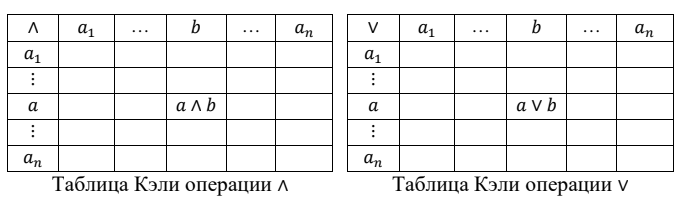 ∧ a₁ … b … aₙ
a₁
⋮
a a ∧ b
⋮
aₙ
Таблица Кэли операции ∧
∨ a₁ … b … aₙ
a₁
⋮
a a ∨ b
⋮
aₙ
Таблица Кэли операции ∨